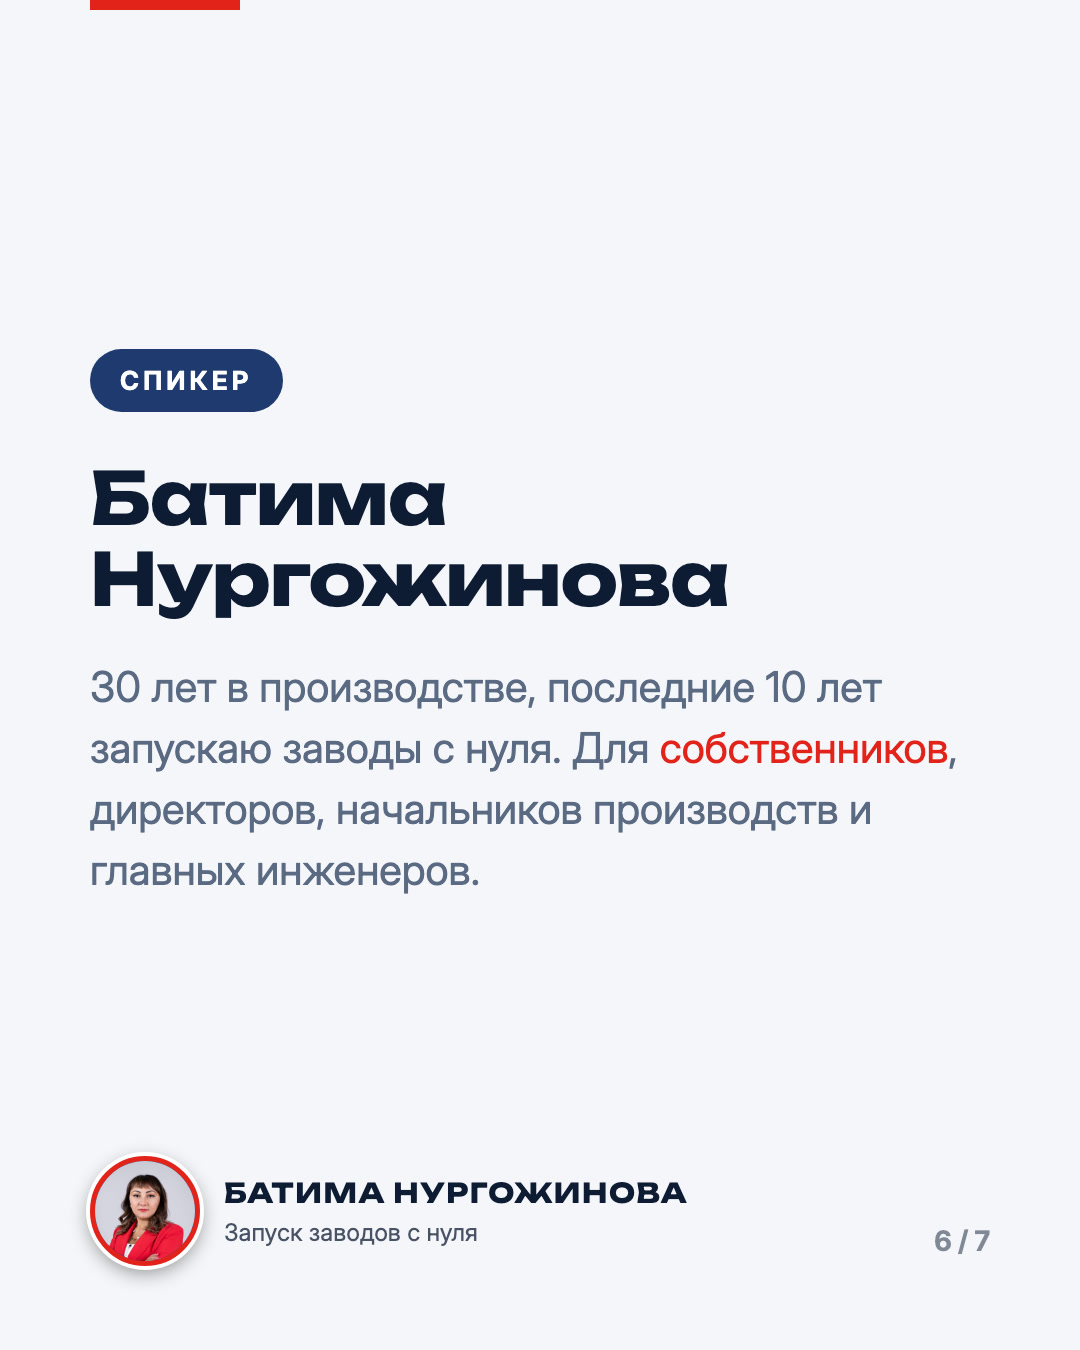 СПИКЕР
Батима
Нургожинова
30 лет в производстве, последние 10 лет
запускаю заводы с нуля. Для собственников,
директоров, начальников производств и
главных инженеров.
БАТИМА НУРГОЖИНОВА
Запуск заводов с нуля
6 / 7